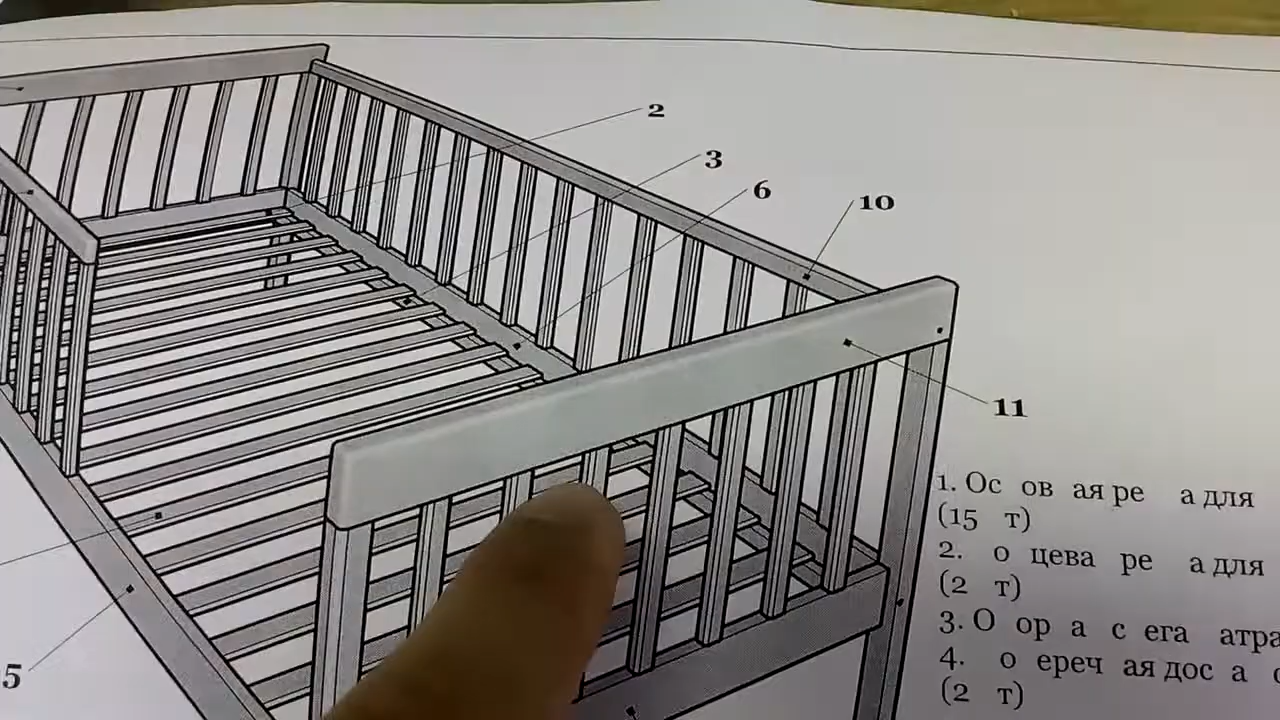 2
3
6
10
11
5
1. Ос ов ая ре а для
(15 т)
2. о цева ре а для
(2 т)
3. О ор а с ега атра
4. о ереч ая дос а
(2 т)